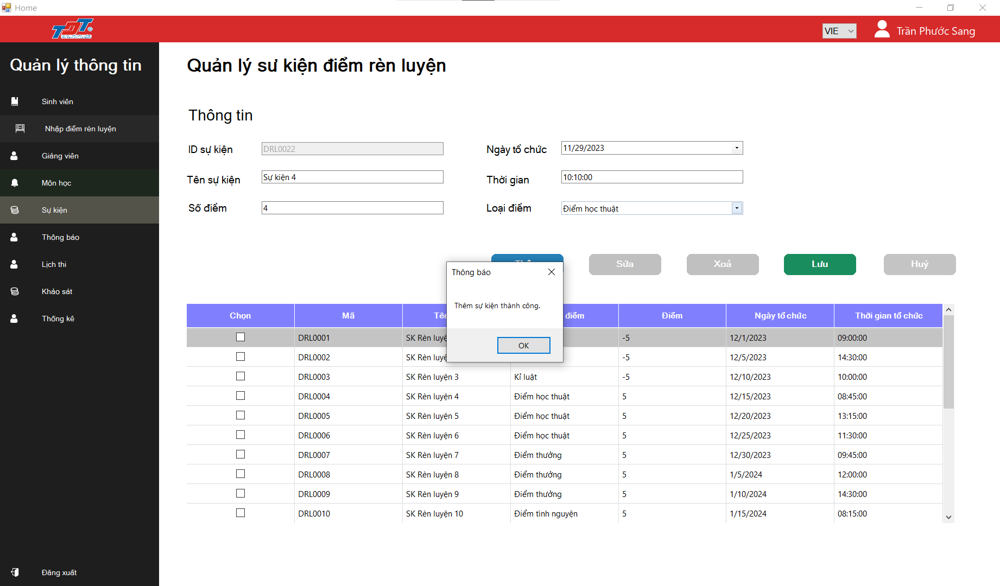 Home
TDT
VIE
Trần Phước Sang
Quản lý thông tin
Sinh viên
Nhập điểm rèn luyện
Giảng viên
Môn học
Sự kiện
Thông báo
Lịch thi
Khảo sát
Thống kê
Đăng xuất
Quản lý sư kiện điểm rèn luyện
Thông tin
ID sự kiện DRL0022 Ngày tổ chức 11/29/2023
Tên sự kiện Sự kiện 4 Thời gian 10:10:00
Số điểm 4 Loại điểm Điểm học thuật
Sửa Xoá Lưu Huỷ
Thông báo
Thêm sự kiện thành công.
OK
Chọn Mã điểm Điểm Ngày tổ chức Thời gian tổ chức
DRL0001 SK Rèn -5 12/1/2023 09:00:00
DRL0002 SK Rèn -5 12/5/2023 14:30:00
DRL0003 SK Rèn luyện 3 Kỉ luật -5 12/10/2023 10:00:00
DRL0004 SK Rèn luyện 4 Điểm học thuật 5 12/15/2023 08:45:00
DRL0005 SK Rèn luyện 5 Điểm học thuật 5 12/20/2023 13:15:00
DRL0006 SK Rèn luyện 6 Điểm học thuật 5 12/25/2023 11:30:00
DRL0007 SK Rèn luyện 7 Điểm thưởng 5 12/30/2023 09:45:00
DRL0008 SK Rèn luyện 8 Điểm thưởng 5 1/5/2024 12:00:00
DRL0009 SK Rèn luyện 9 Điểm thưởng 5 1/10/2024 14:30:00
DRL0010 SK Rèn luyện 10 Điểm tình nguyện 5 1/15/2024 08:15:00